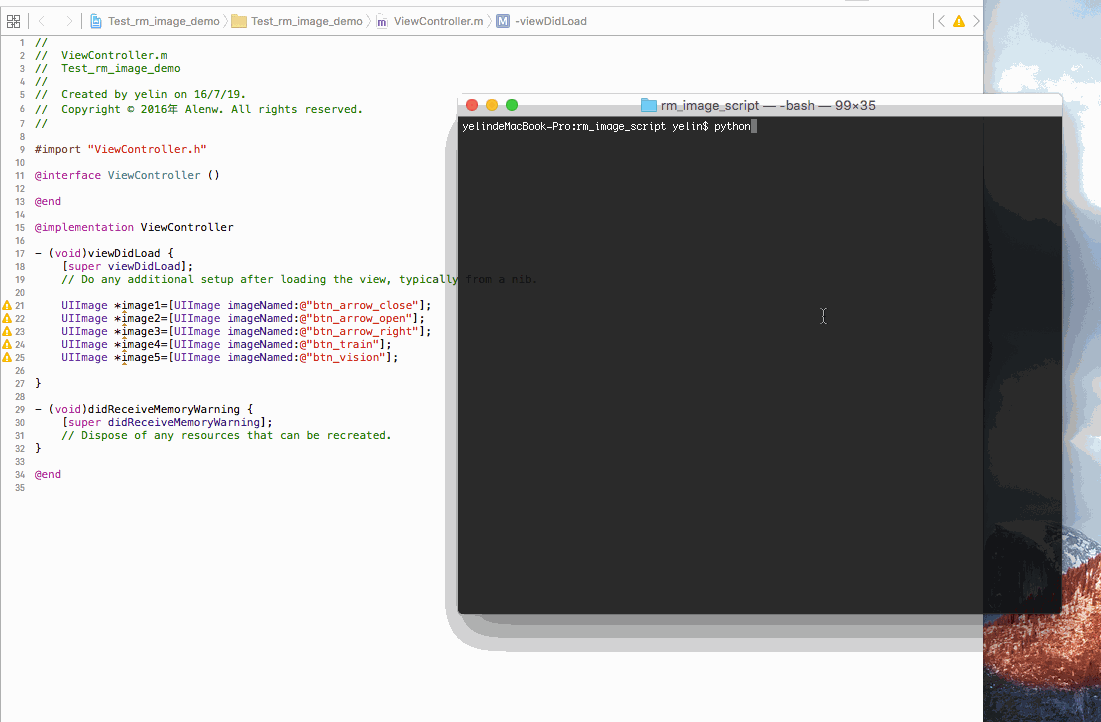 Test_rm_image_demo Test_rm_image_demo m ViewController.m M -viewDidLoad
1 //
2 //  ViewController.m
3 //  Test_rm_image_demo
4 //
5 //  Created by yelin on 16/7/19.
6 //  Copyright © 2016年 Alenw. All rights reserved.
7 //
8
9 #import "ViewController.h"
10
11 @interface ViewController ()
12
13 @end
14
15 @implementation ViewController
16
17 - (void)viewDidLoad {
18     [super viewDidLoad];
19     // Do any additional setup after loading the view, typically from a nib.
20
21     UIImage *image1=[UIImage imageNamed:@"btn_arrow_close"];
22     UIImage *image2=[UIImage imageNamed:@"btn_arrow_open"];
23     UIImage *image3=[UIImage imageNamed:@"btn_arrow_right"];
24     UIImage *image4=[UIImage imageNamed:@"btn_train"];
25     UIImage *image5=[UIImage imageNamed:@"btn_vision"];
26
27 }
28
29 - (void)didReceiveMemoryWarning {
30     [super didReceiveMemoryWarning];
31     // Dispose of any resources that can be recreated.
32 }
33
34 @end
35
rm_image_script — -bash — 99×35
yelindeMacBook-Pro:rm_image_script yelin$ python